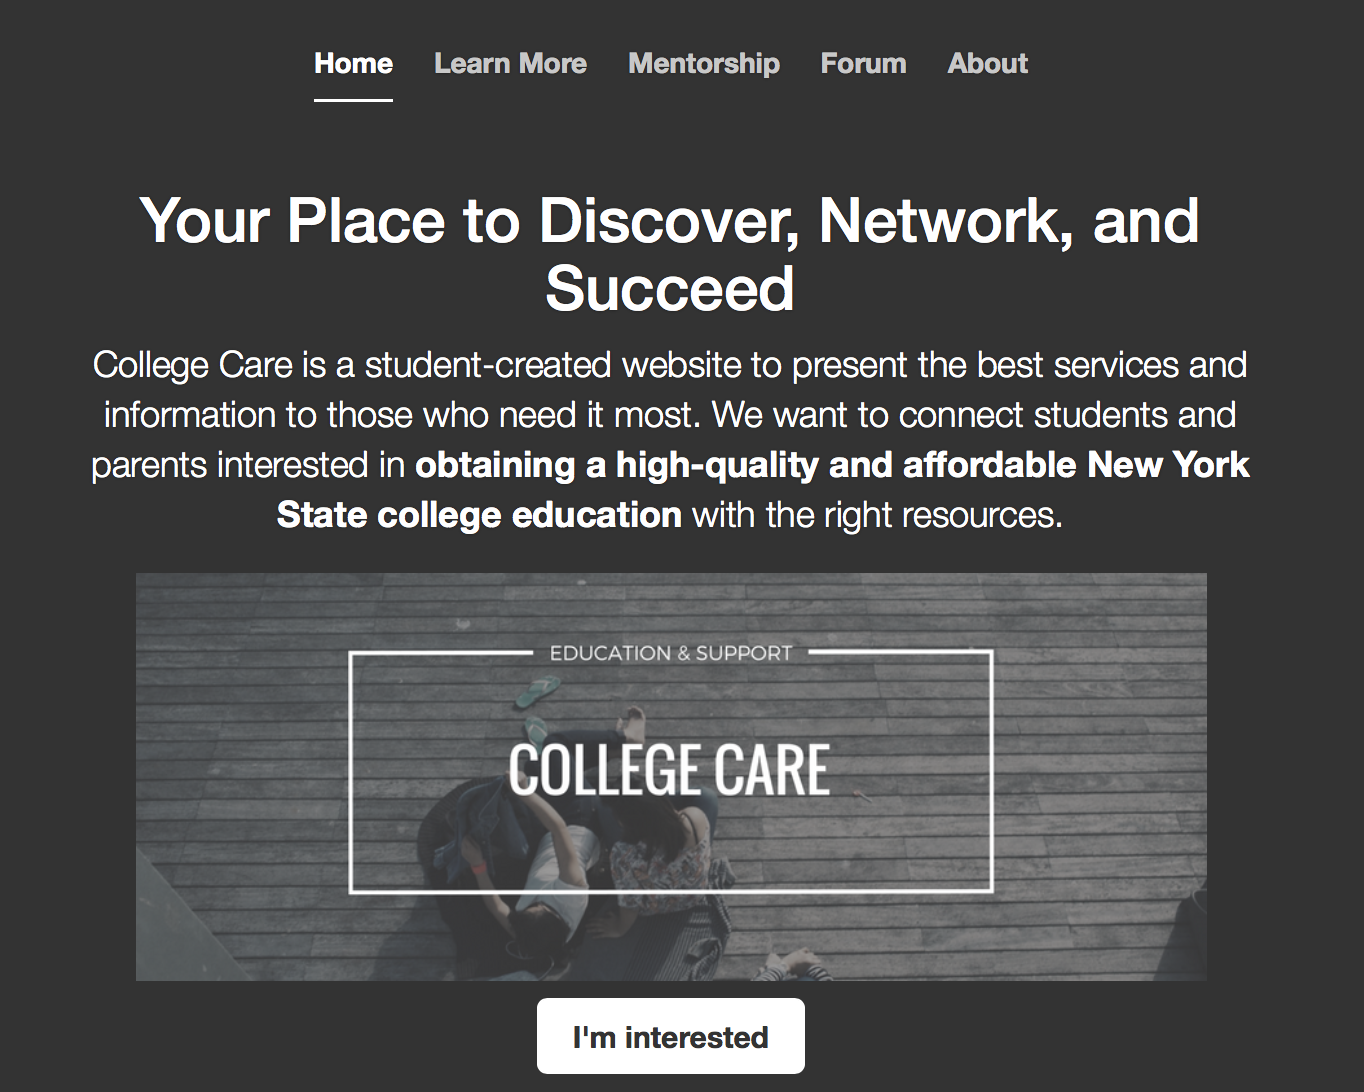 Home Learn More Mentorship Forum About
Your Place to Discover, Network, and
Succeed
College Care is a student-created website to present the best services and
information to those who need it most. We want to connect students and
parents interested in obtaining a high-quality and affordable New York
State college education with the right resources.
EDUCATION & SUPPORT
COLLEGE CARE
I'm interested